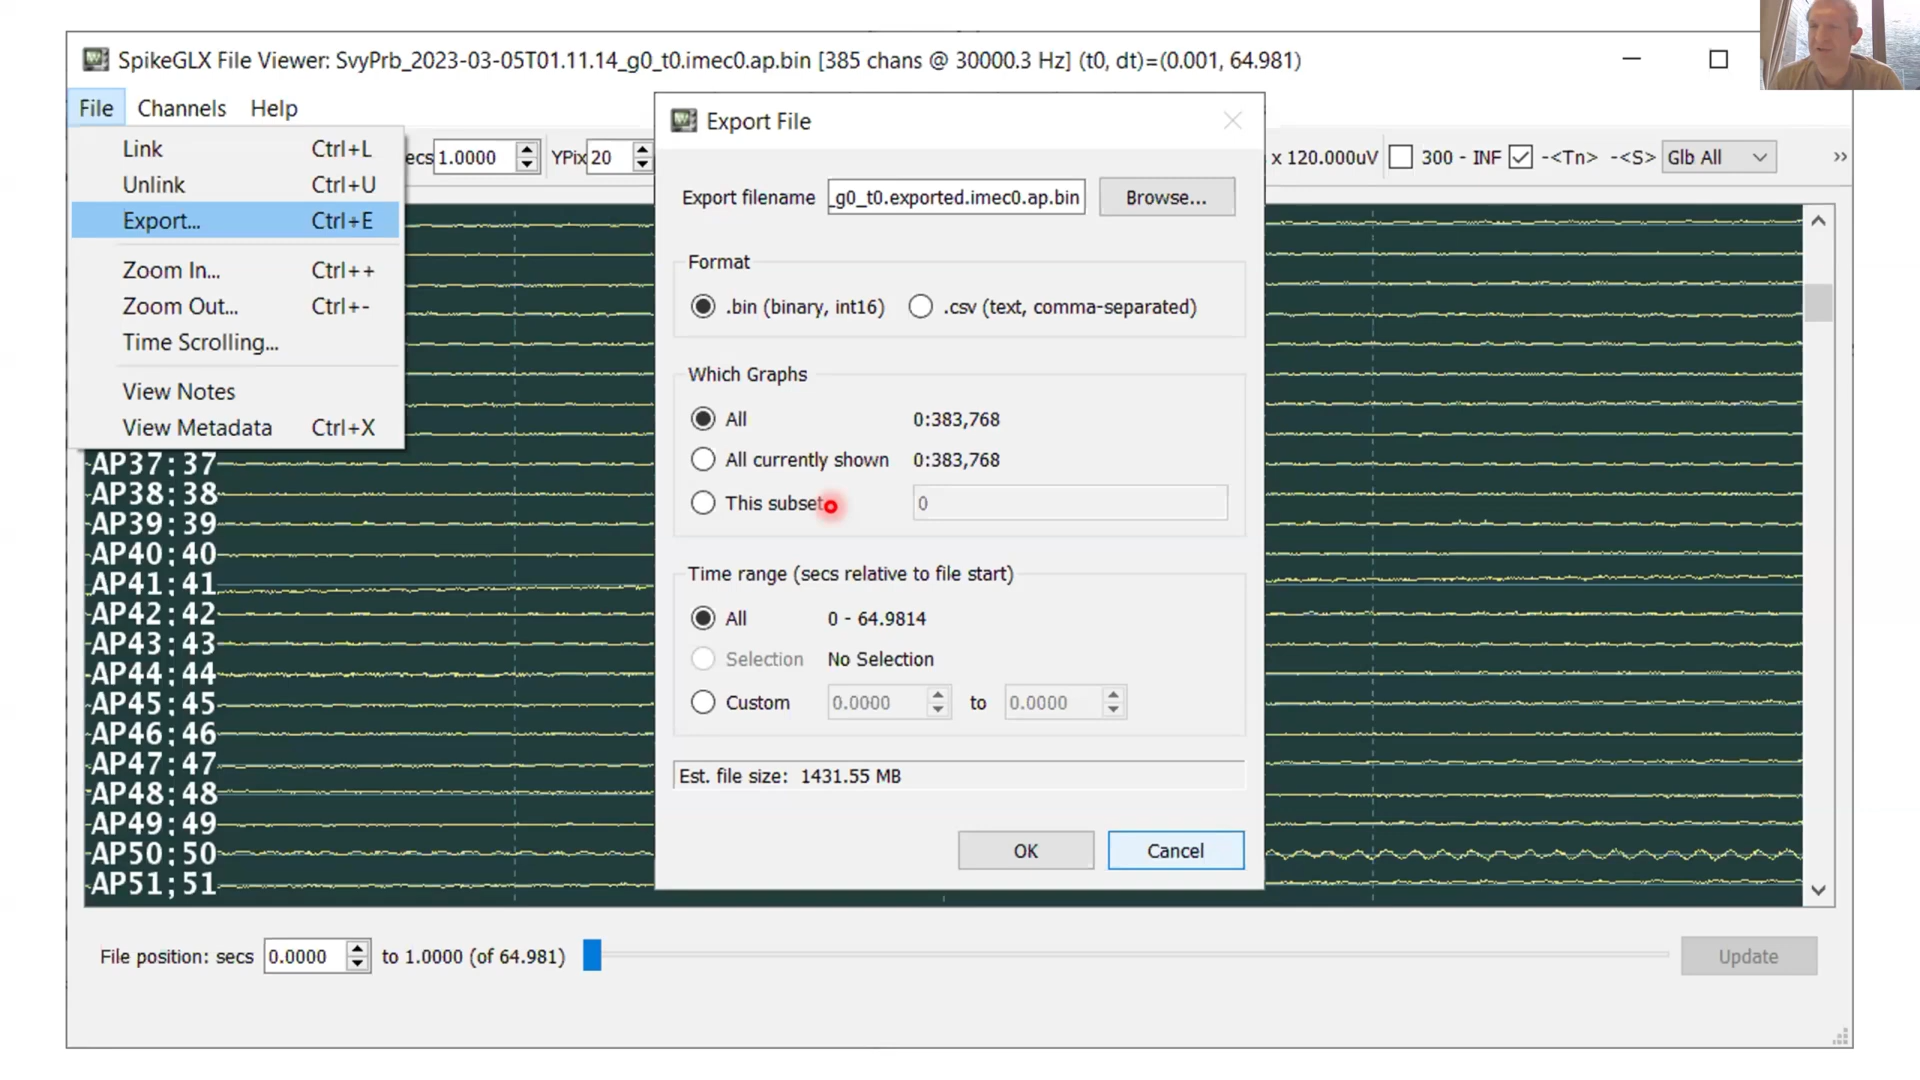 SpikeGLX File Viewer: SvyPrb_2023-03-05T01.11.14_g0_t0.imec0.ap.bin [385 chans @ 30000.3 Hz] (t0, dt)=(0.001, 64.981)
File Channels Help
Link Ctrl+L
Unlink Ctrl+U
Export... Ctrl+E
Zoom In... Ctrl++
Zoom Out... Ctrl+-
Time Scrolling...
View Notes
View Metadata Ctrl+X
ecs 1.0000 YPix 20
x 120.000uV 300 - INF -<Tn> -<S> Glb All »
Export File
Export filename _g0_t0.exported.imec0.ap.bin Browse...
Format
.bin (binary, int16) .csv (text, comma-separated)
Which Graphs
All 0:383,768
All currently shown 0:383,768
This subset 0
Time range (secs relative to file start)
All 0 - 64.9814
Selection No Selection
Custom 0.0000 to 0.0000
Est. file size: 1431.55 MB
OK Cancel
AP37;37
AP38;38
AP39;39
AP40;40
AP41;41
AP42;42
AP43;43
AP44;44
AP45;45
AP46;46
AP47;47
AP48;48
AP49;49
AP50;50
AP51;51
File position: secs 0.0000 to 1.0000 (of 64.981) Update